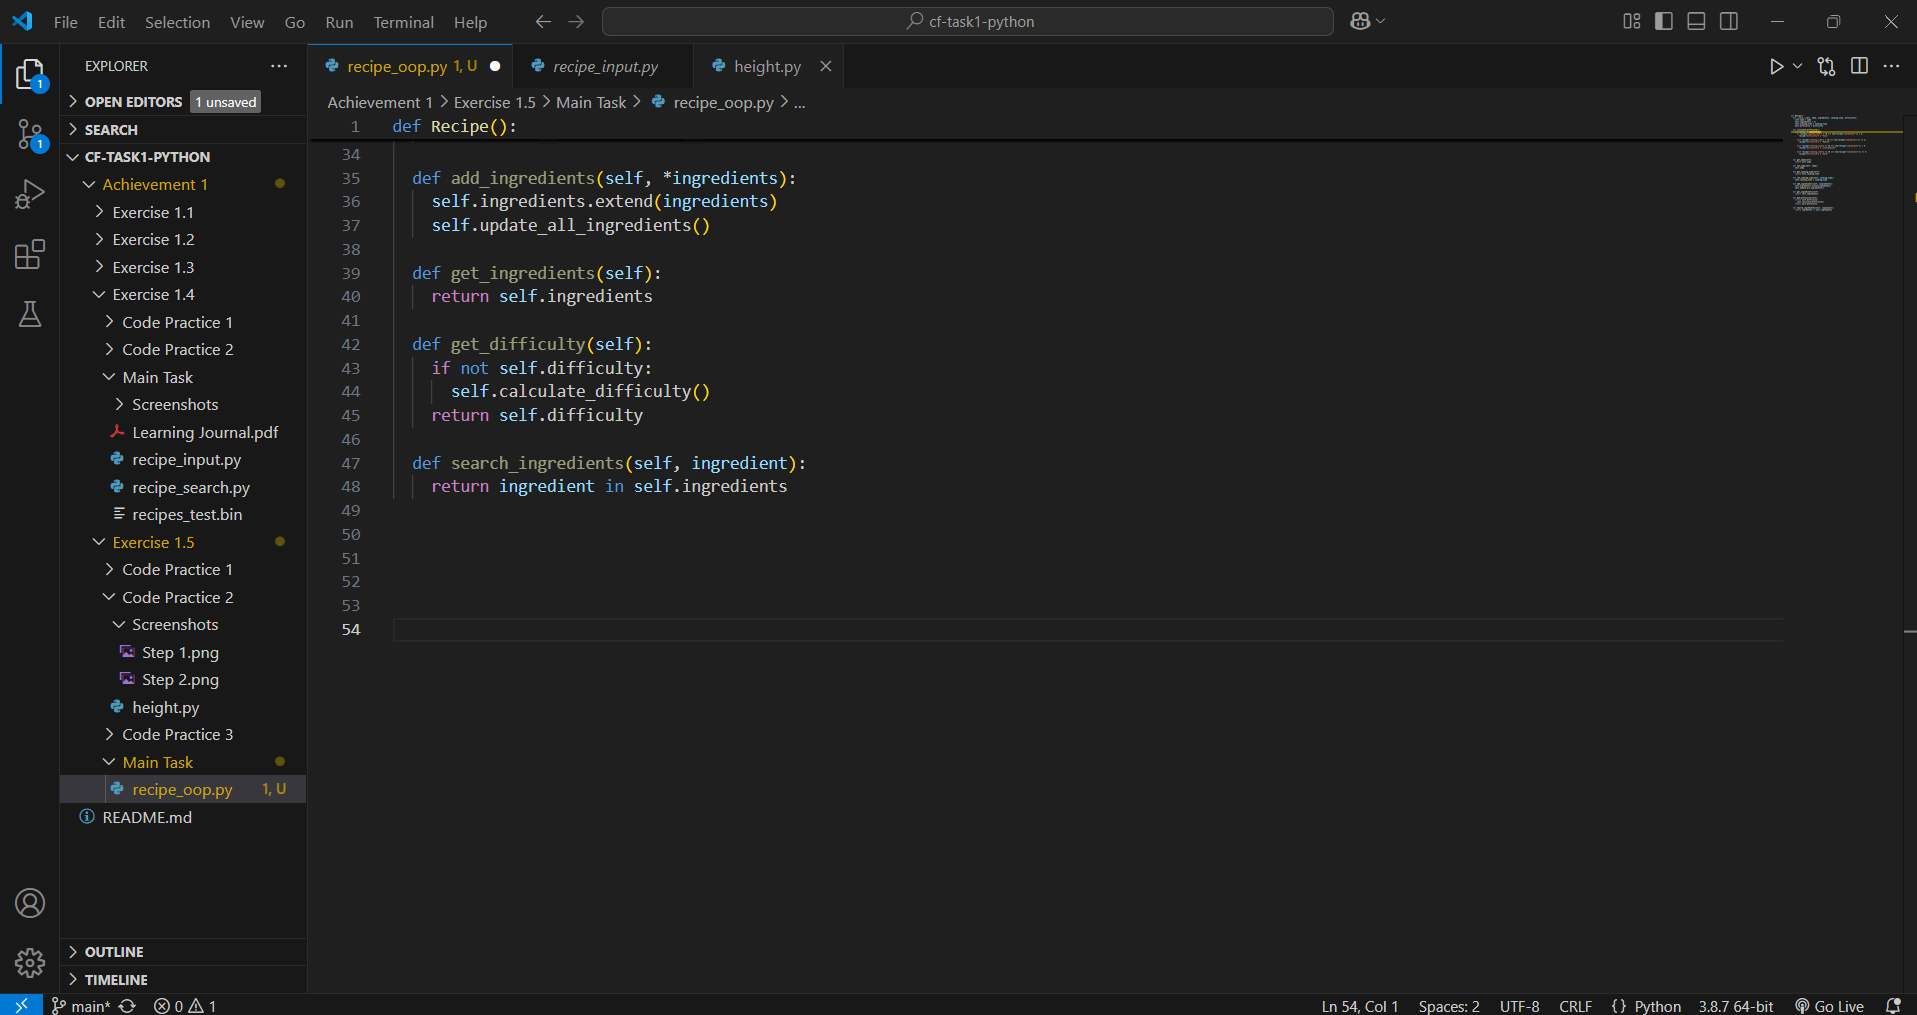 File Edit Selection View Go Run Terminal Help
cf-task1-python
EXPLORER
OPEN EDITORS 1 unsaved
SEARCH
CF-TASK1-PYTHON
Achievement 1
Exercise 1.1
Exercise 1.2
Exercise 1.3
Exercise 1.4
Code Practice 1
Code Practice 2
Main Task
Screenshots
Learning Journal.pdf
recipe_input.py
recipe_search.py
recipes_test.bin
Exercise 1.5
Code Practice 1
Code Practice 2
Screenshots
Step 1.png
Step 2.png
height.py
Code Practice 3
Main Task
recipe_oop.py 1, U
README.md
OUTLINE
TIMELINE
1
1
recipe_oop.py 1, U
recipe_input.py
height.py
Achievement 1 > Exercise 1.5 > Main Task > recipe_oop.py > ...
1 def Recipe():
34
35 def add_ingredients(self, *ingredients):
36 self.ingredients.extend(ingredients)
37 self.update_all_ingredients()
38
39 def get_ingredients(self):
40 return self.ingredients
41
42 def get_difficulty(self):
43 if not self.difficulty:
44 self.calculate_difficulty()
45 return self.difficulty
46
47 def search_ingredients(self, ingredient):
48 return ingredient in self.ingredients
49
50
51
52
53
54
main* 0 1
Ln 54, Col 1 Spaces: 2 UTF-8 CRLF {} Python 3.8.7 64-bit Go Live